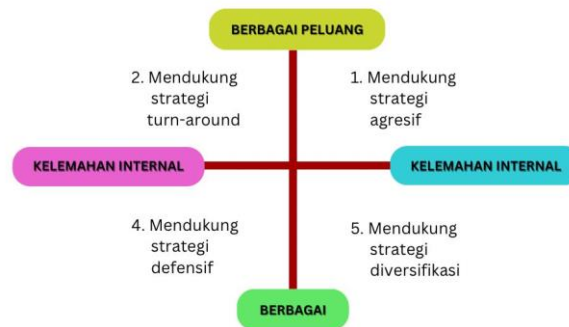 BERBAGAI PELUANG
2. Mendukung
strategi
turn-around
1. Mendukung
strategi
agresif
KELEMAHAN INTERNAL
KELEMAHAN INTERNAL
4. Mendukung
strategi
defensif
5. Mendukung
strategi
diversifikasi
BERBAGAI